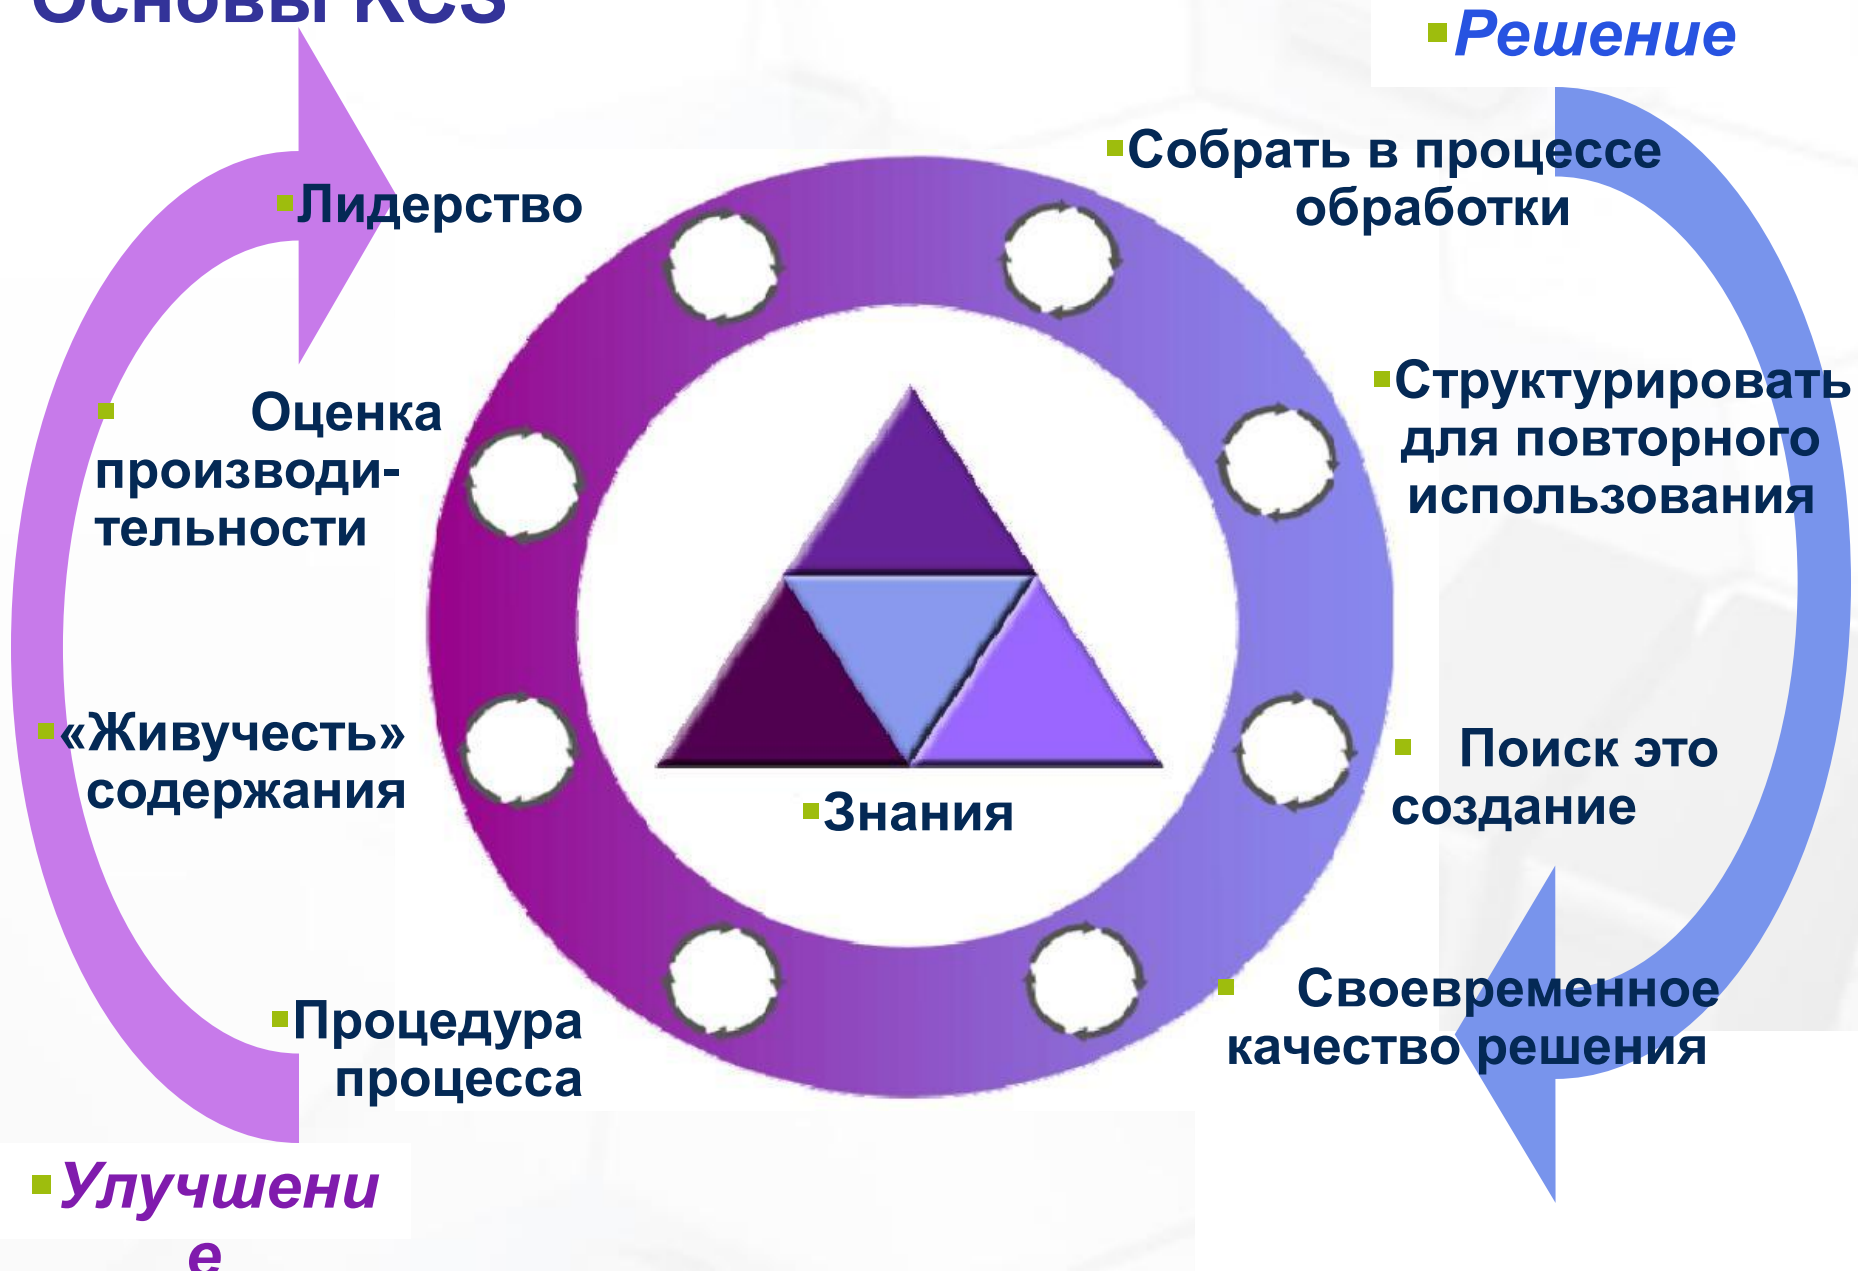 Основы KCS
Решение
Собрать в процессе
обработки
Лидерство
Структурировать
для повторного
использования
Оценка
производи-
тельности
«Живучесть»
содержания
Поиск это
создание
Знания
Своевременное
качество решения
Процедура
процесса
Улучшени
е